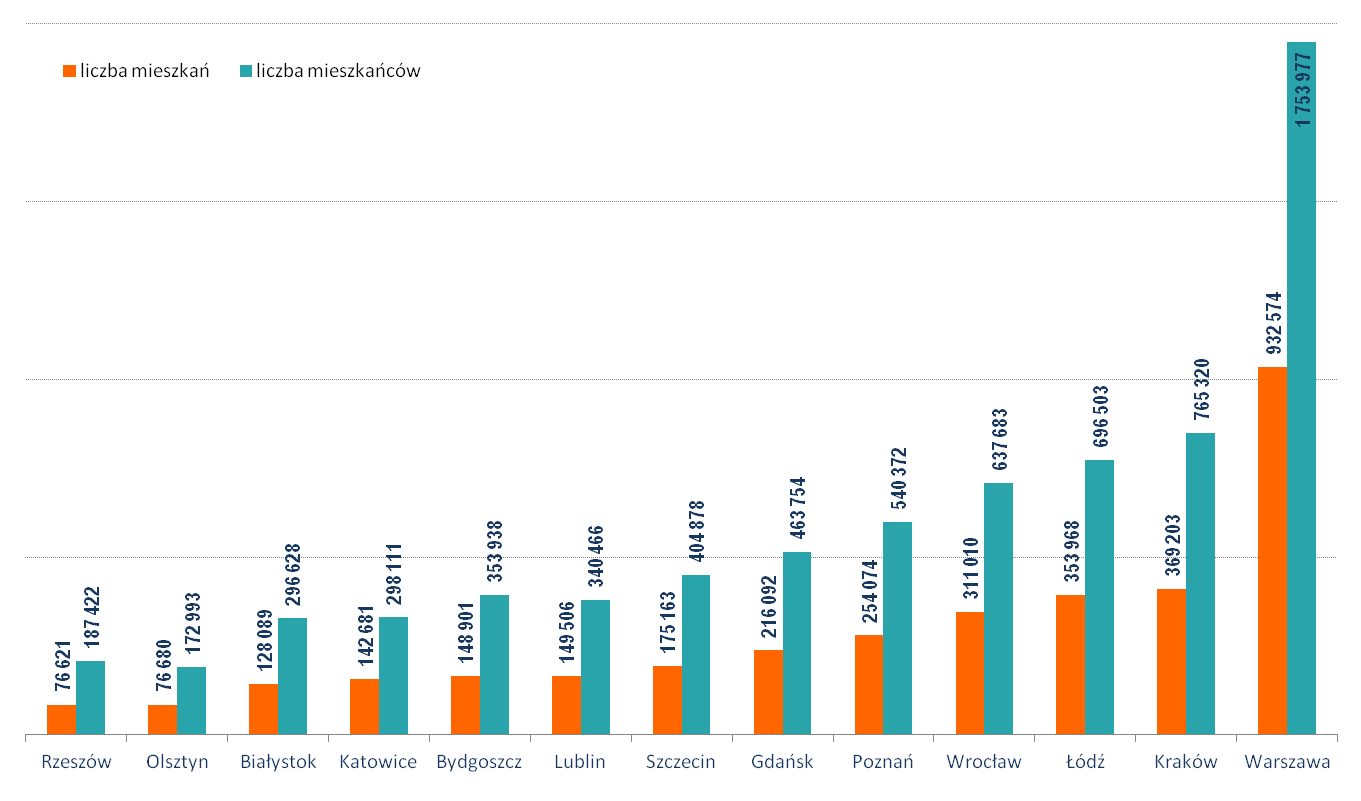 liczba mieszkań
liczba mieszkańców
76 621
187 422
76 680
172 993
128 089
296 628
142 681
298 111
148 901
353 938
149 506
340 466
175 163
404 878
216 092
463 754
254 074
540 372
311 010
637 683
353 968
696 503
369 203
765 320
932 574
1 753 977
Rzeszów
Olsztyn
Białystok
Katowice
Bydgoszcz
Lublin
Szczecin
Gdańsk
Poznań
Wrocław
Łódź
Kraków
Warszawa